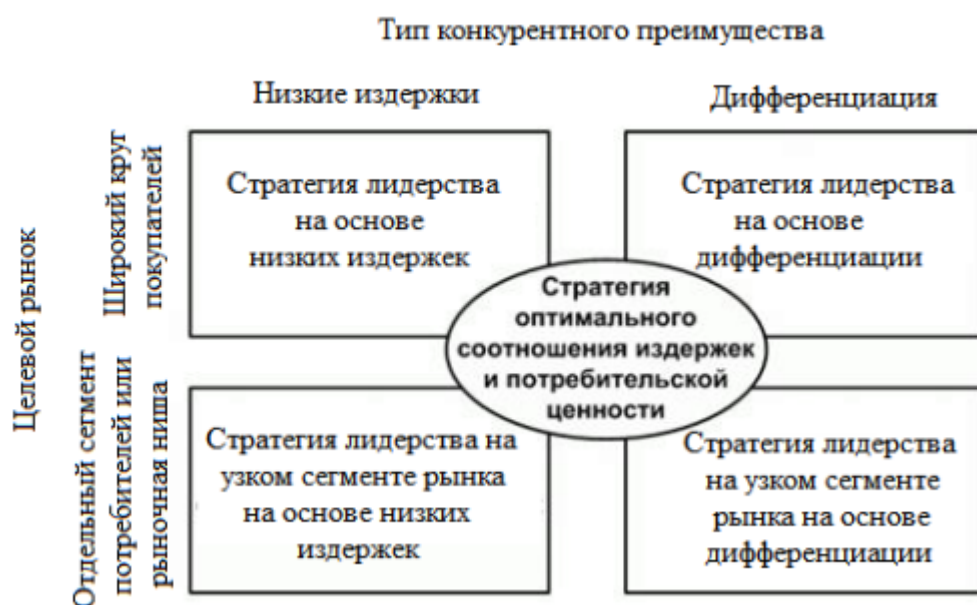 Тип конкурентного преимущества
Низкие издержки
Дифференциация
Целевой рынок
Широкий круг
покупателей
Стратегия лидерства
на основе
низких издержек
Стратегия лидерства
на основе
дифференциации
Стратегия
оптимального
соотношения издержек
и потребительской
ценности
Отдельный сегмент
потребителей или
рыночная ниша
Стратегия лидерства на
узком сегменте рынка
на основе низких
издержек
Стратегия лидерства
на узком сегменте
рынка на основе
дифференциации